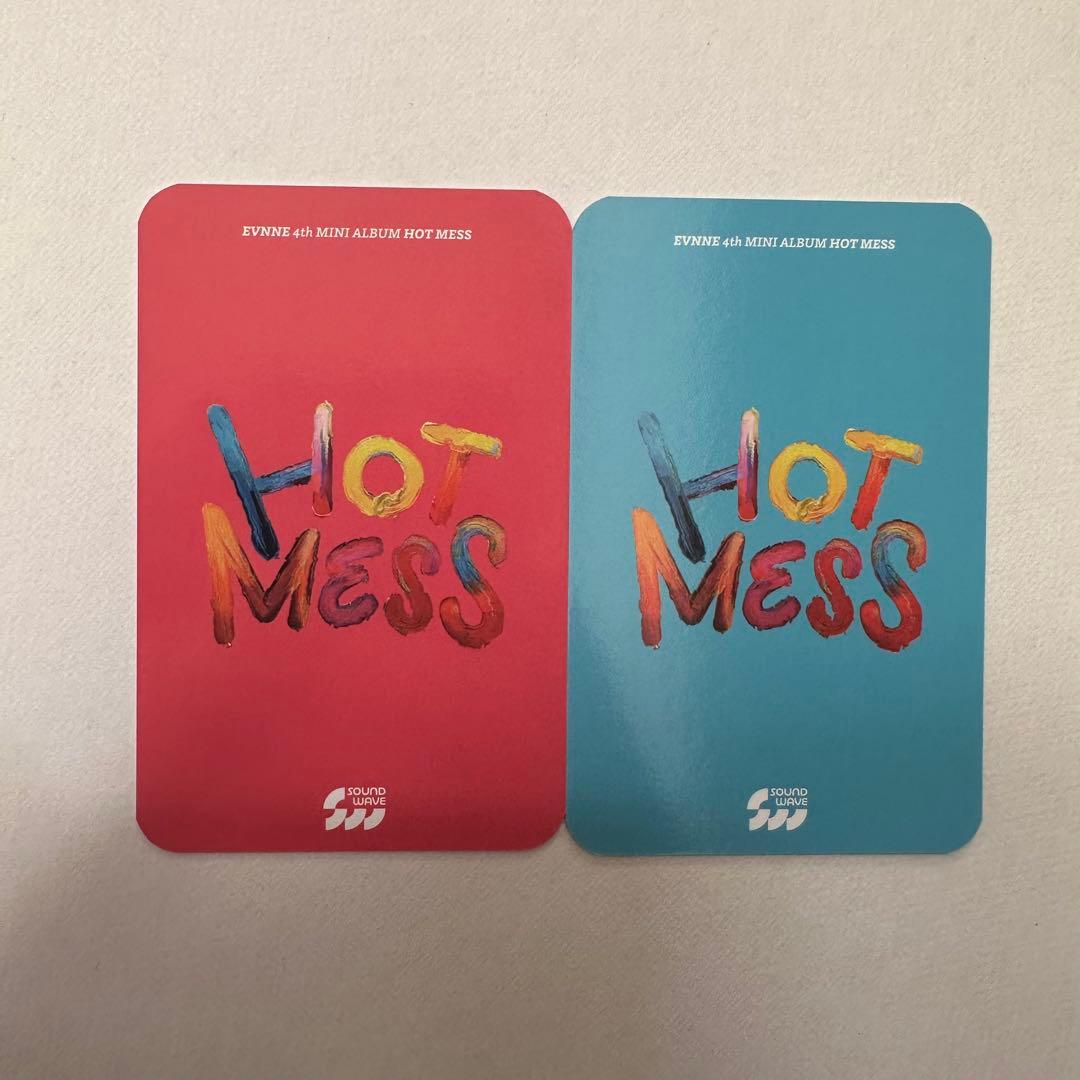 EVNNE 4th MINI ALBUM HOT MESS
HOT
MESS
SOUND
WAVE
EVNNE 4th MINI ALBUM HOT MESS
HOT
MESS
SOUND
WAVE